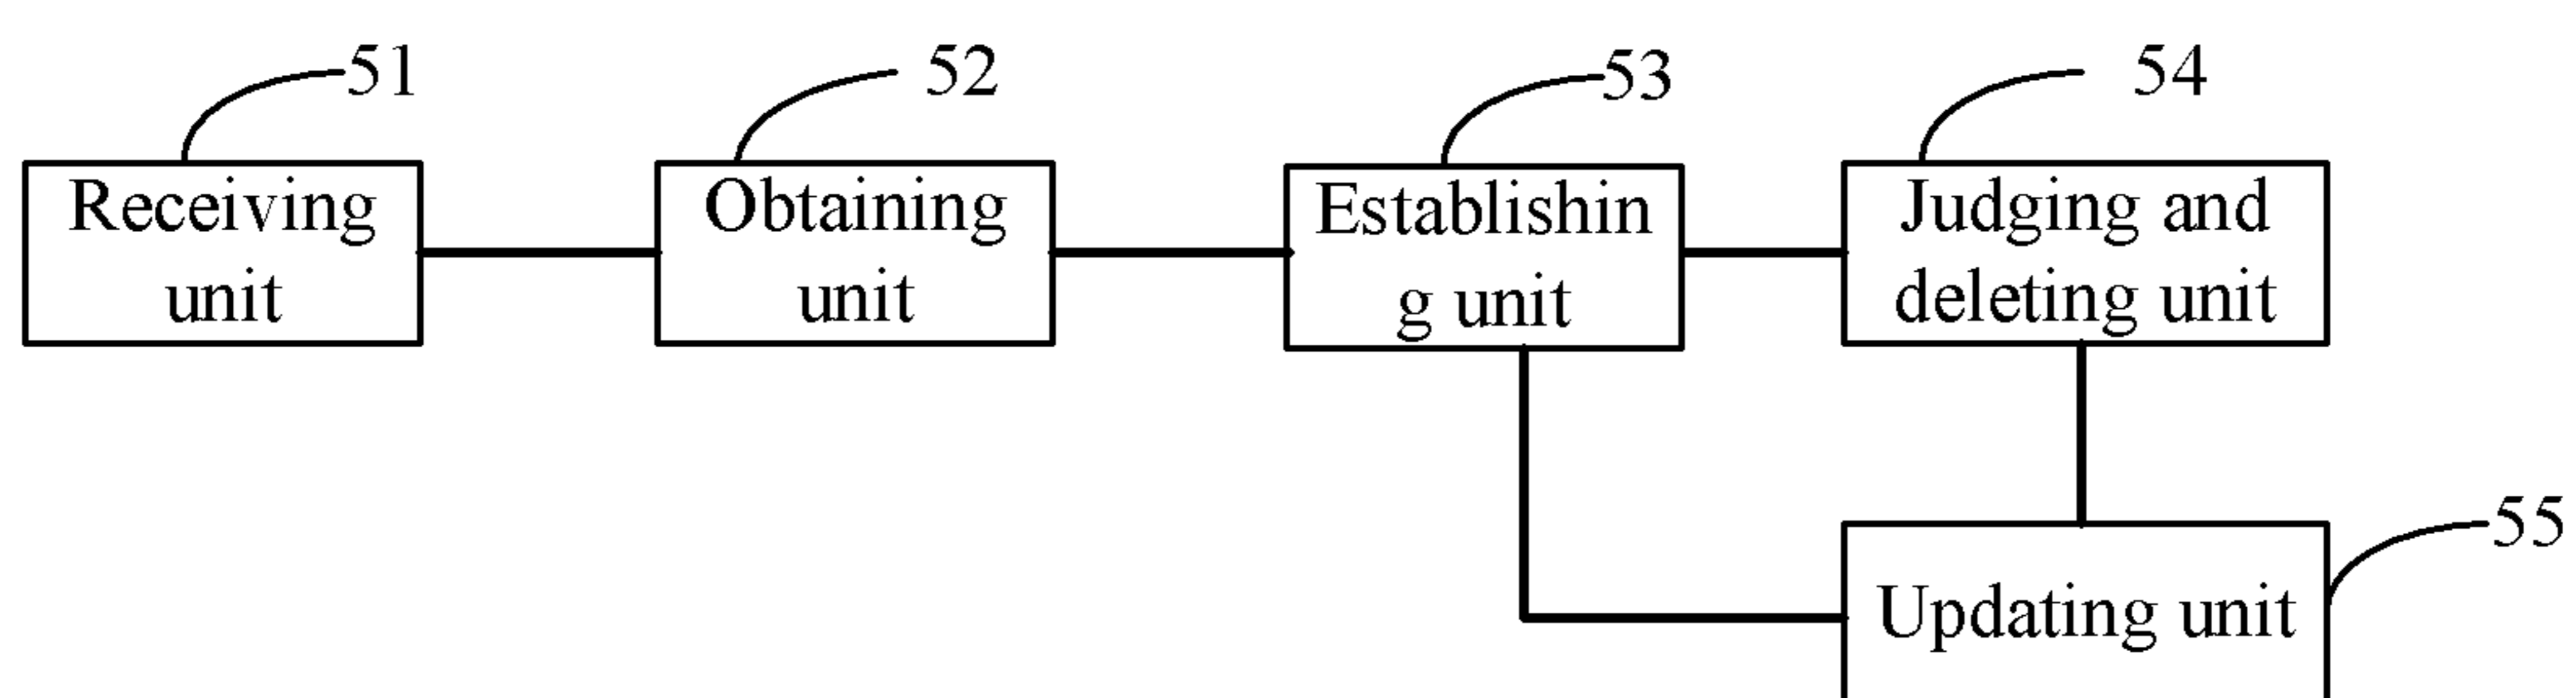 51
52
53
54
Receiving
unit
Obtaining
unit
Establishin
g unit
Judging and
deleting unit
55
Updating unit